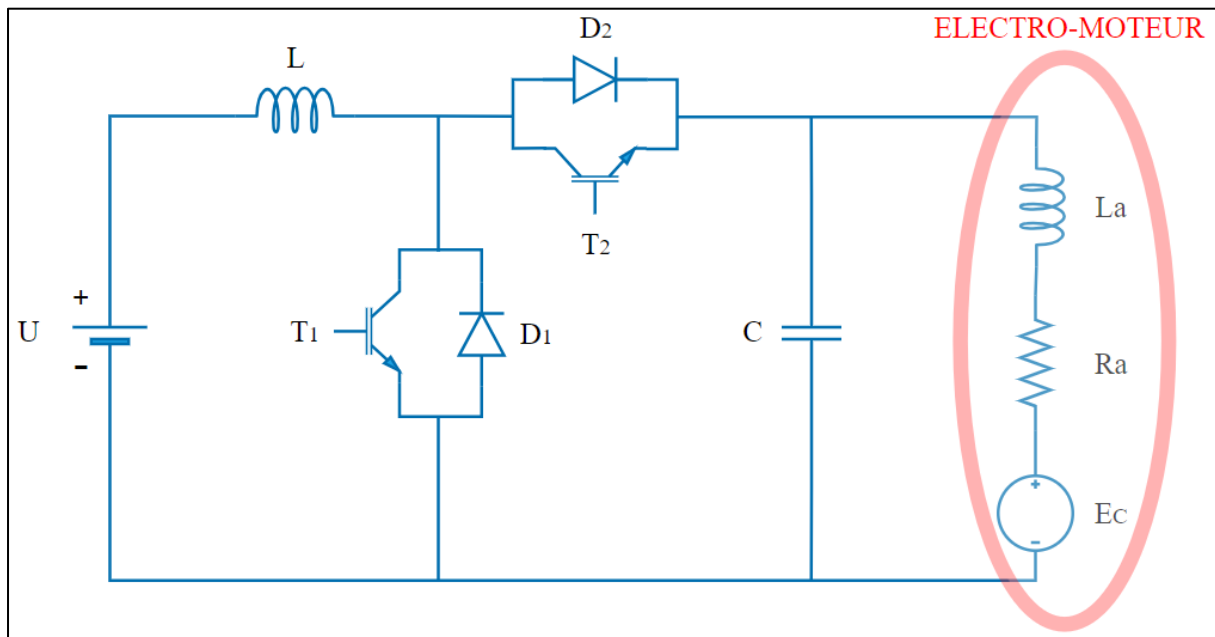 D2
ELECTRO-MOTEUR
L
La
T2
+
U
-
T1
D1
C
Ra
+
Ec
-